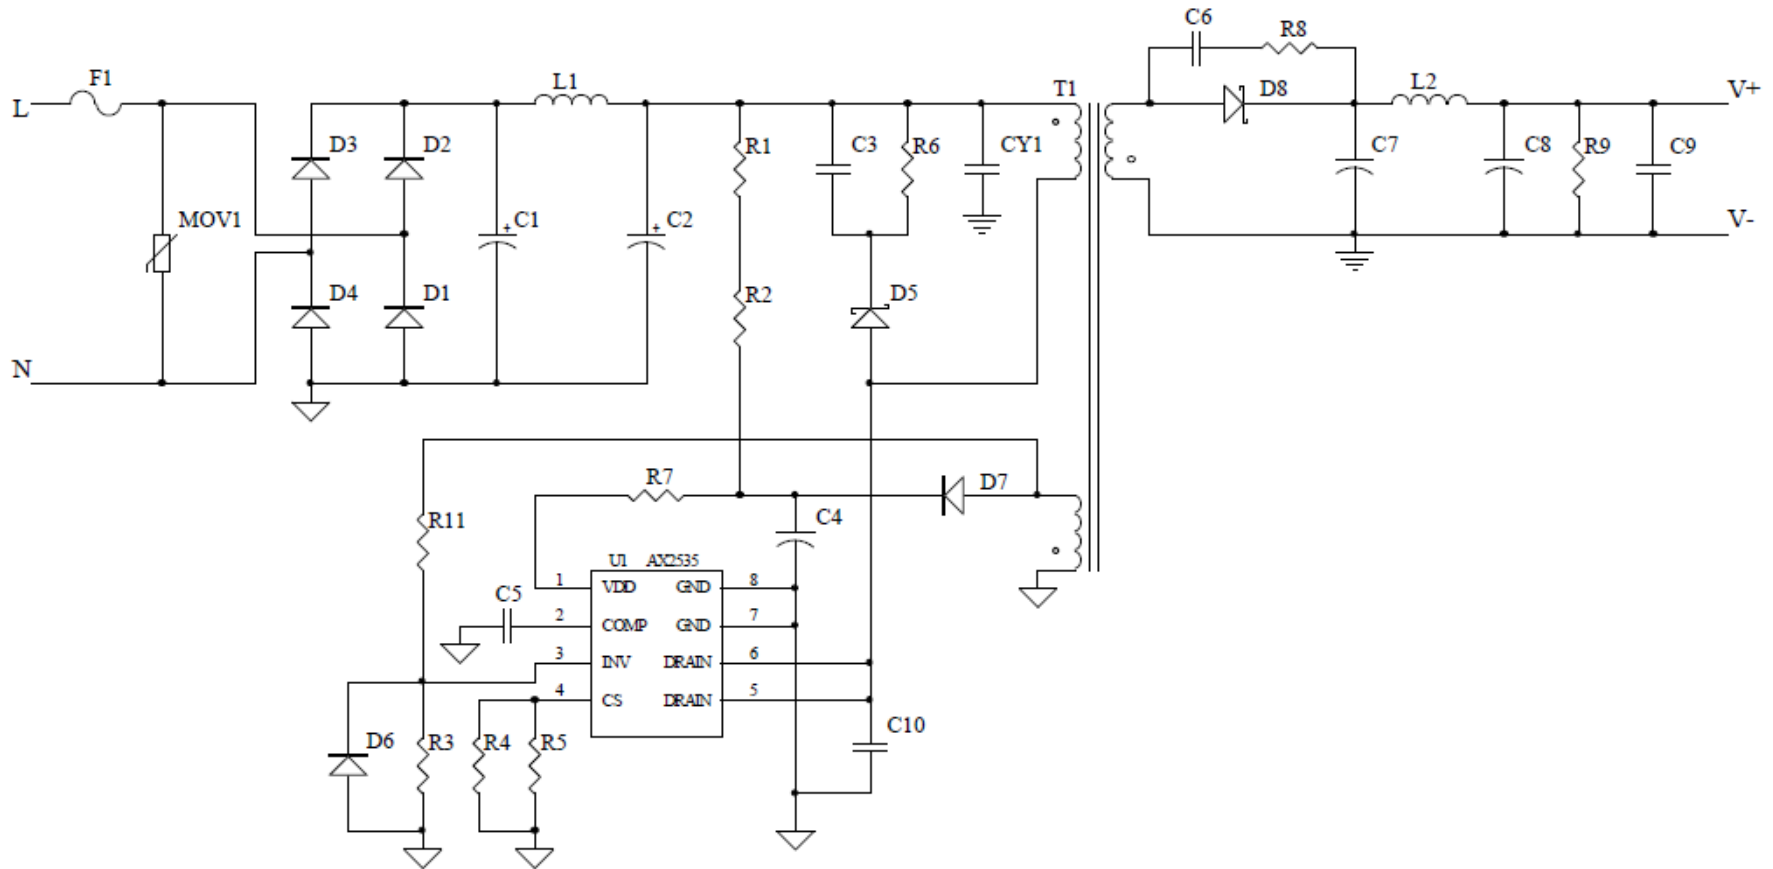 C6
R8
F1
L1
T1
D8
L2
V+
L
D3
D2
R1
C3
R6
CY1
C7
C8
R9
C9
MOV1
C1
C2
V-
D4
D1
R2
D5
N
R7
D7
R11
C4
U1 AX2535
C5
1 VDD GND 8
2 COMP GND 7
3 INV DRAIN 6
4 CS DRAIN 5
D6
R3
R4
R5
C10
+
+